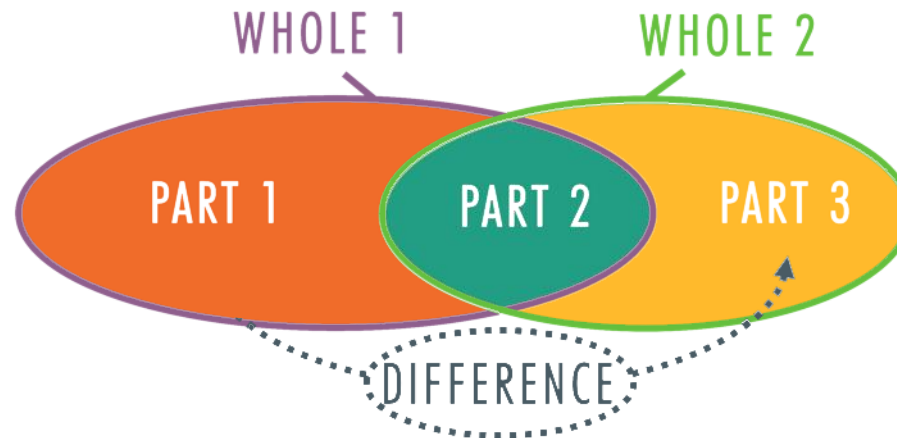 WHOLE 1
WHOLE 2
PART 1
PART 2
PART 3
DIFFERENCE